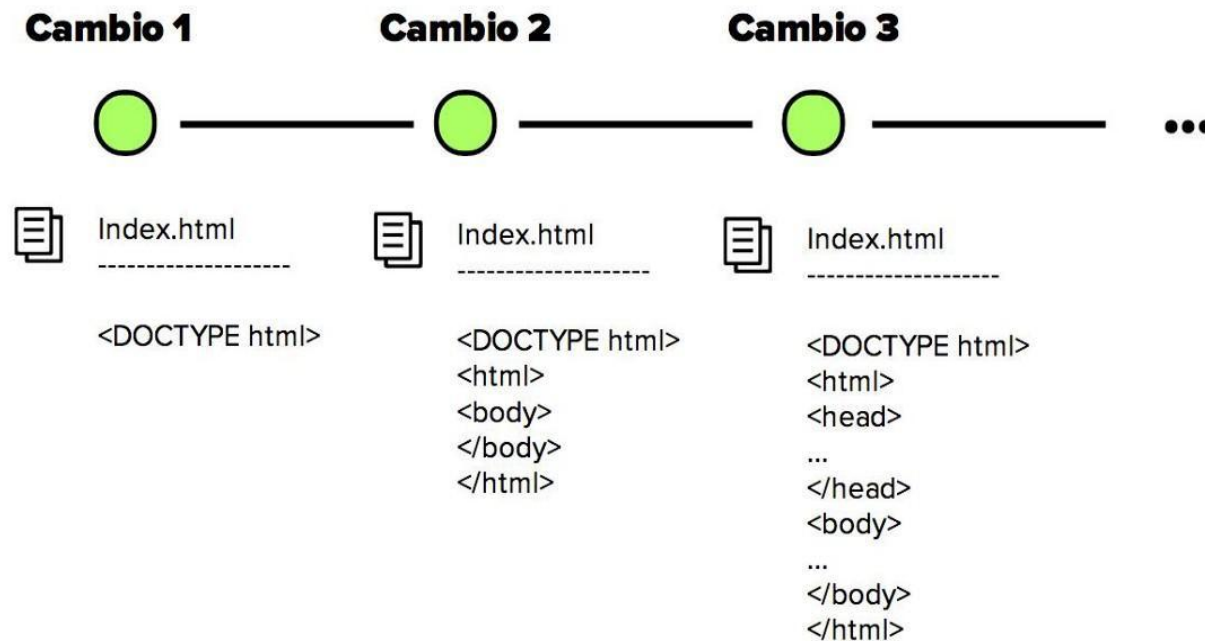 Cambio 1
Cambio 2
Cambio 3
...
Index.html
--------------------
<DOCTYPE html>
Index.html
--------------------
<DOCTYPE html>
<html>
<body>
</body>
</html>
Index.html
--------------------
<DOCTYPE html>
<html>
<head>
...
</head>
<body>
...
</body>
</html>